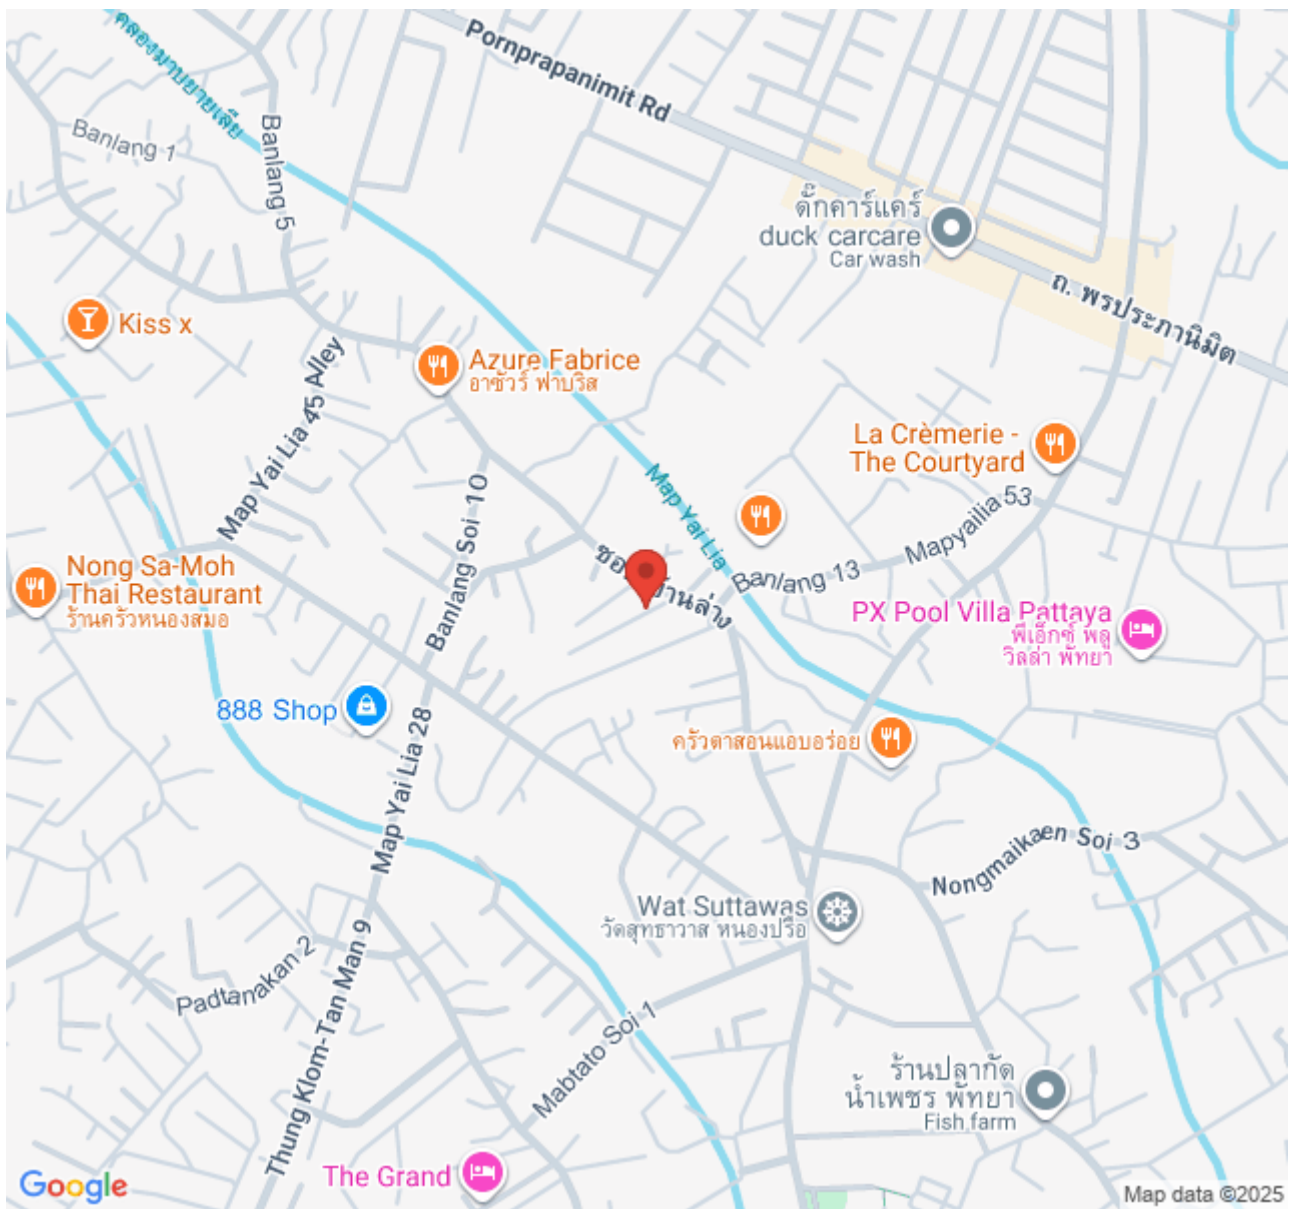 คลองมาบยายเลีย
Pornprapanimit Rd
Banlang 1
Banlang 5
ดั๊กคาร์แคร์
duck carcare
Car wash
ถ. พรประภานิมิต
Kiss x
Map Yai Lia 45 Alley
Azure Fabrice
อาซัวร์ ฟาบริส
La Crèmerie -
The Courtyard
Map Yai Lia
Mapyailia 53
Banlang Soi 10
Nong Sa-Moh
Thai Restaurant
ร้านครัวหนองสมอ
Banlang 13
PX Pool Villa Pattaya
พีเอ็กซ์ พลู
วิลล่า พัทยา
888 Shop
Map Yai Lia 28
ครัวตาสอนแอบอร่อย
Nongmaikaen Soi 3
Wat Suttawas
วัดสุทธาวาส หนองปรือ
Padtanakan 2
Thung Klom-Tan Man 9
Mabtato Soi 1
ร้านปลากัด
น้ำเพชร พัทยา
Fish farm
The Grand
Google
Map data ©2025